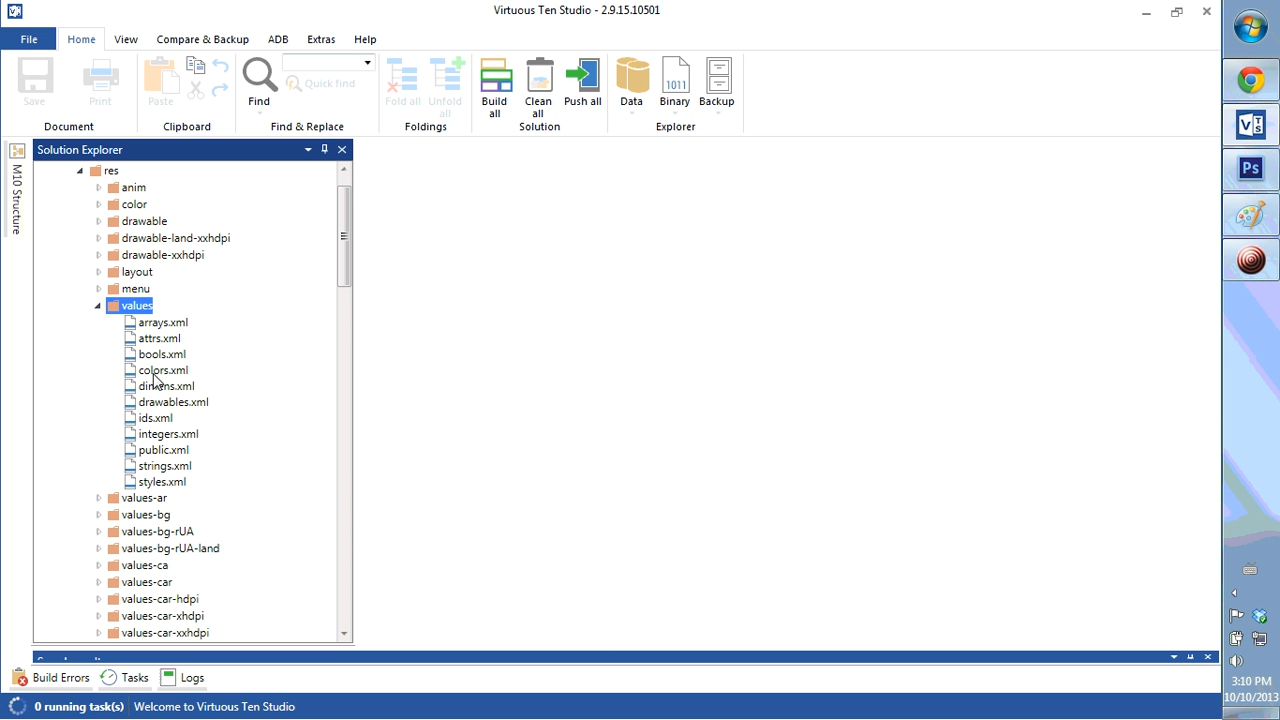 Virtuous Ten Studio - 2.9.15.10501
File Home View Compare & Backup ADB Extras Help
Save Print Paste Find Quick find Fold all Unfold all Build all Clean all Push all Data Binary Backup
Document Clipboard Find & Replace Foldings Solution Explorer
M10 Structure
Solution Explorer
res
anim
color
drawable
drawable-land-xxhdpi
drawable-xxhdpi
layout
menu
values
arrays.xml
attrs.xml
bools.xml
colors.xml
dimens.xml
drawables.xml
ids.xml
integers.xml
public.xml
strings.xml
styles.xml
values-ar
values-bg
values-bg-rUA
values-bg-rUA-land
values-ca
values-car
values-car-hdpi
values-car-xhdpi
values-car-xxhdpi
Build Errors Tasks Logs
0 running task(s) Welcome to Virtuous Ten Studio
Ps
3:10 PM
10/10/2013